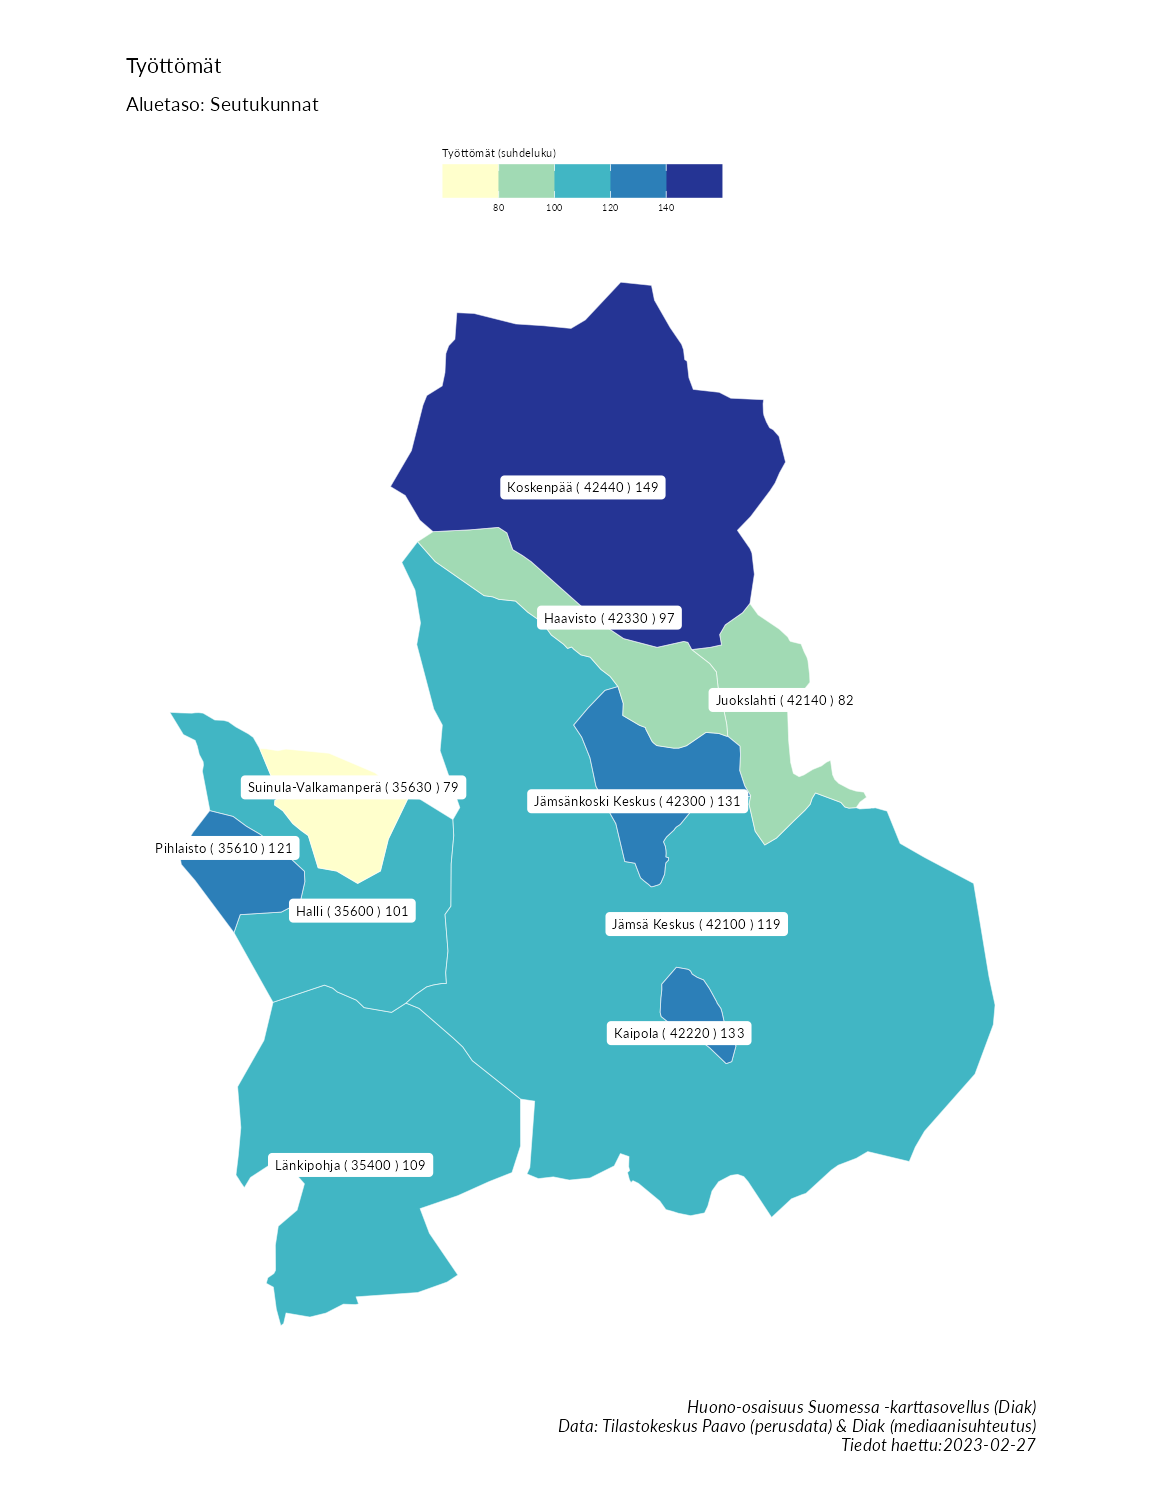 Työttömät
Aluetaso: Seutukunnat
Työttömät (suhdeluku)
80 100 120 140
Koskenpää ( 42440 ) 149
Haavisto ( 42330 ) 97
Juokslahti ( 42140 ) 82
Suinula-Valkamanperä ( 35630 ) 79
Jämsänkoski Keskus ( 42300 ) 131
Pihlaisto ( 35610 ) 121
Halli ( 35600 ) 101
Jämsä Keskus ( 42100 ) 119
Kaipola ( 42220 ) 133
Länkipohja ( 35400 ) 109
Huono-osaisuus Suomessa -karttasovellus (Diak)
Data: Tilastokeskus Paavo (perusdata) & Diak (mediaanisuhteutus)
Tiedot haettu:2023-02-27